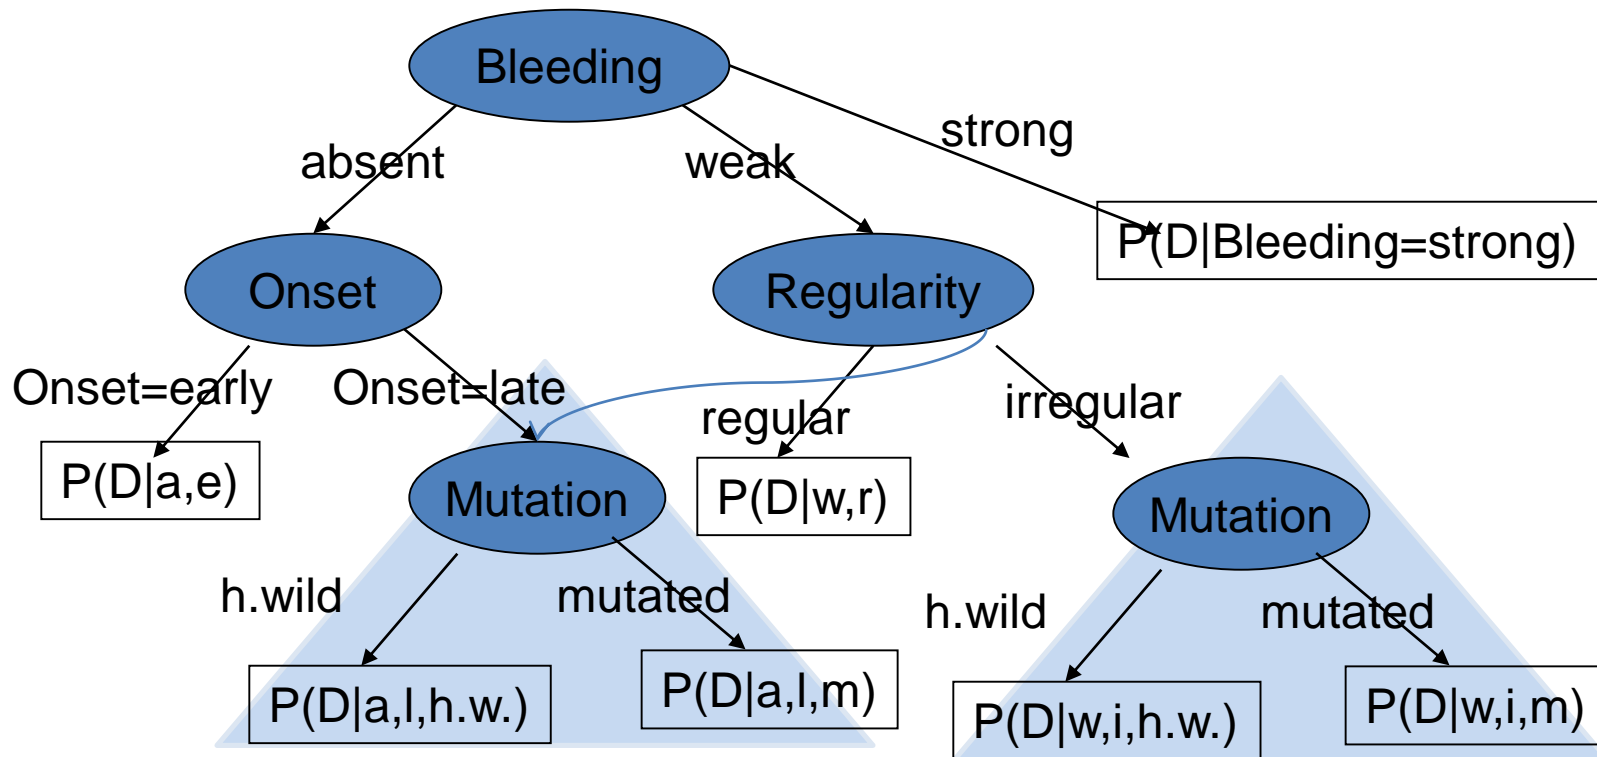 Bleeding
strong
absent
weak
P(D|Bleeding=strong)
Onset
Regularity
Onset=early
Onset=late
regular
irregular
P(D|a,e)
Mutation
P(D|w,r)
Mutation
h.wild
mutated
h.wild
mutated
P(D|a,l,h.w.)
P(D|a,l,m)
P(D|w,i,h.w.)
P(D|w,i,m)